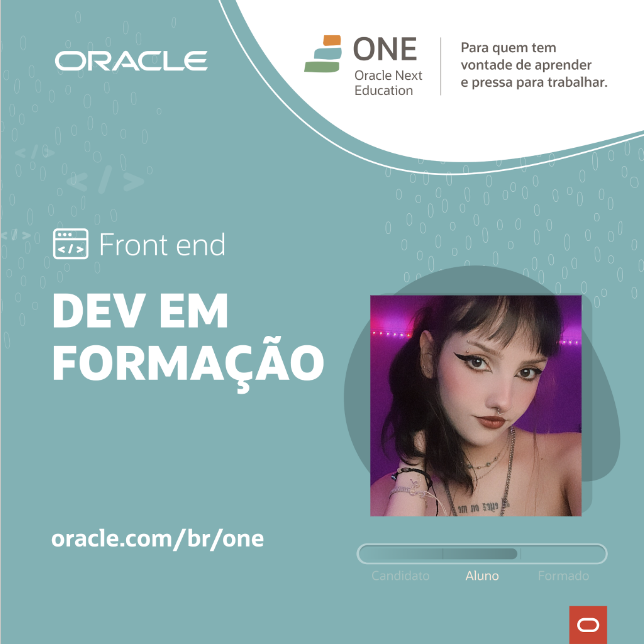 ORACLE
ONE
Oracle Next
Education
Para quem tem
vontade de aprender
e pressa para trabalhar.
</>
</>
</>
</>
Front end
DEV EM
FORMAÇÃO
oracle.com/br/one
Candidato
Aluno
Formado